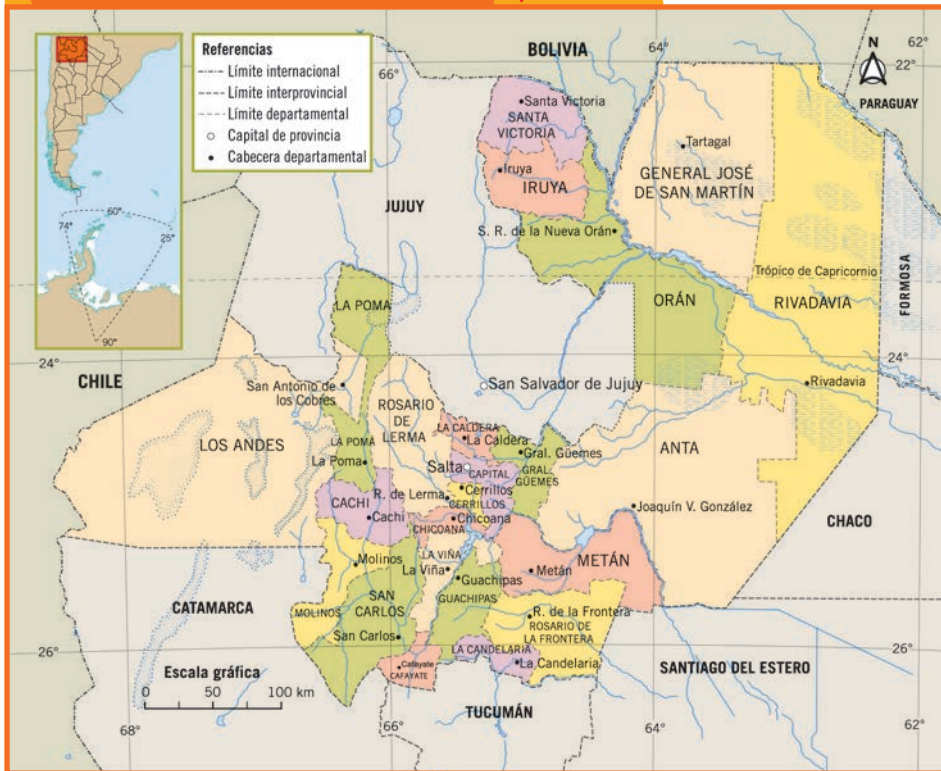 Referencias
Límite internacional
Límite interprovincial
Límite departamental
Capital de provincia
Cabecera departamental
60°
74°
25°
90°
BOLIVIA
64°
62°
N
22°
PARAGUAY
66°
Santa Victoria
SANTA
VICTORIA
Tartagal
Iruya
IRUYA
GENERAL JOSÉ
DE SAN MARTÍN
JUJUY
S. R. de la Nueva Orán
FORMOSA
Trópico de Capricornio
LA POMA
ORÁN
RIVADAVIA
24°
24°
CHILE
San Antonio de
los Cobres
San Salvador de Jujuy
Rivadavia
ROSARIO
DE
LERMA
LA CALDERA
La Caldera
LOS ANDES
LA POMA
La Poma
Salta
CAPITAL
Gral. Güemes
GRAL.
GÜEMES
ANTA
CACHI
Cachi
R. de Lerma
Cerrillos
CERRILLOS
Chicoana
CHICOANA
Joaquín V. González
CHACO
Molinos
MOLINOS
LA VIÑA
La Viña
Guachipas
GUACHIPAS
Metán
METÁN
CATAMARCA
SAN
CARLOS
San Carlos
R. de la Frontera
ROSARIO DE
LA FRONTERA
26°
26°
Cafayate
CAFAYATE
LA CANDELARIA
La Candelaria
SANTIAGO DEL ESTERO
Escala gráfica
0 50 100 km
TUCUMÁN
68°
66°
64°
62°